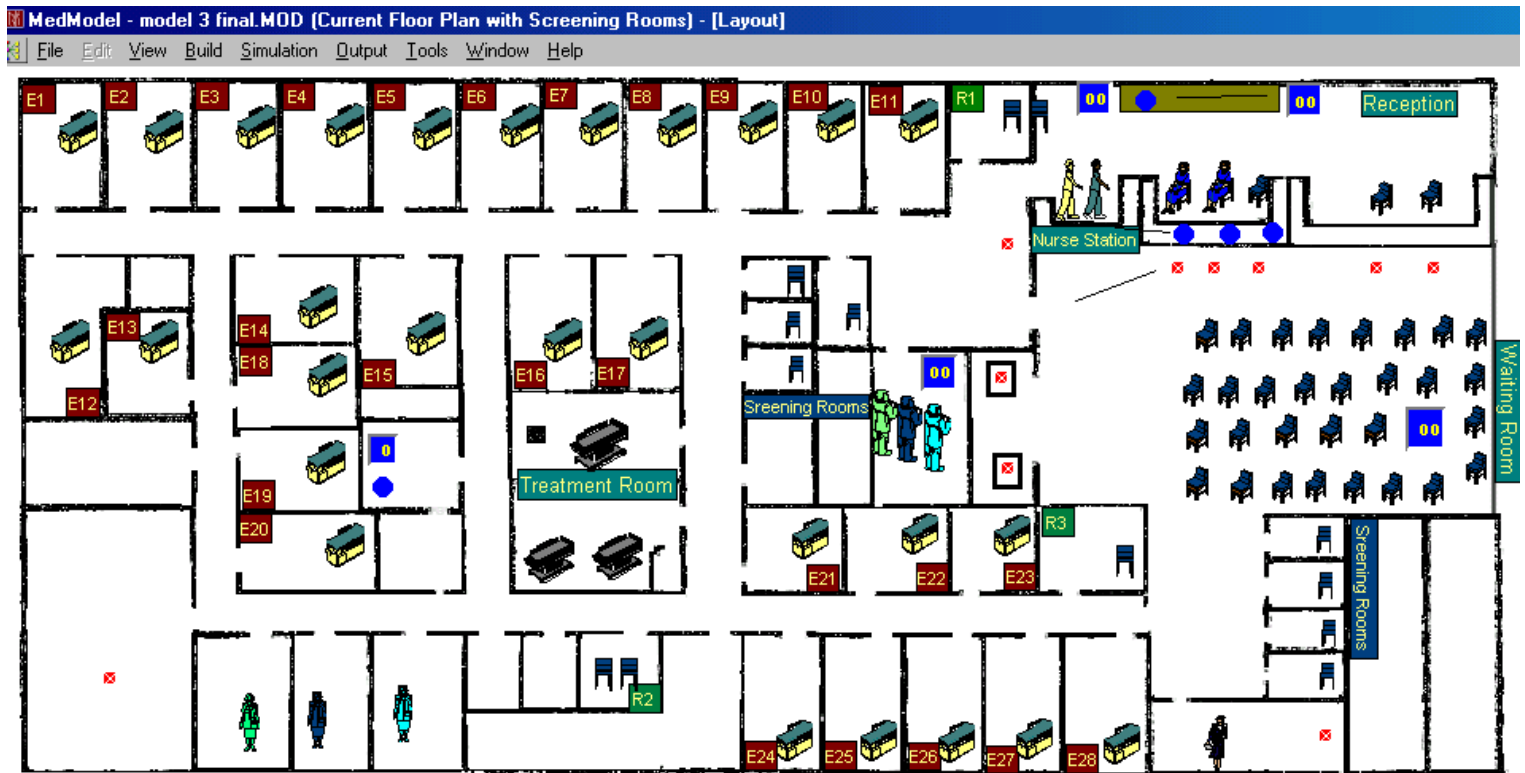 MedModel - model 3 final.MOD (Current Floor Plan with Screening Rooms) - [Layout]
File Edit View Build Simulation Output Tools Window Help
E1 E2 E3 E4 E5 E6 E7 E8 E9 E10 E11 R1 00 00 Reception
Nurse Station
E13
E14
E18
E12
E15
E16
E17
00
Sreening Rooms
Waiting Room
00
0
E19
Treatment Room
E20
R3
E21
E22
E23
Sreening Rooms
R2
E24
E25
E26
E27
E28